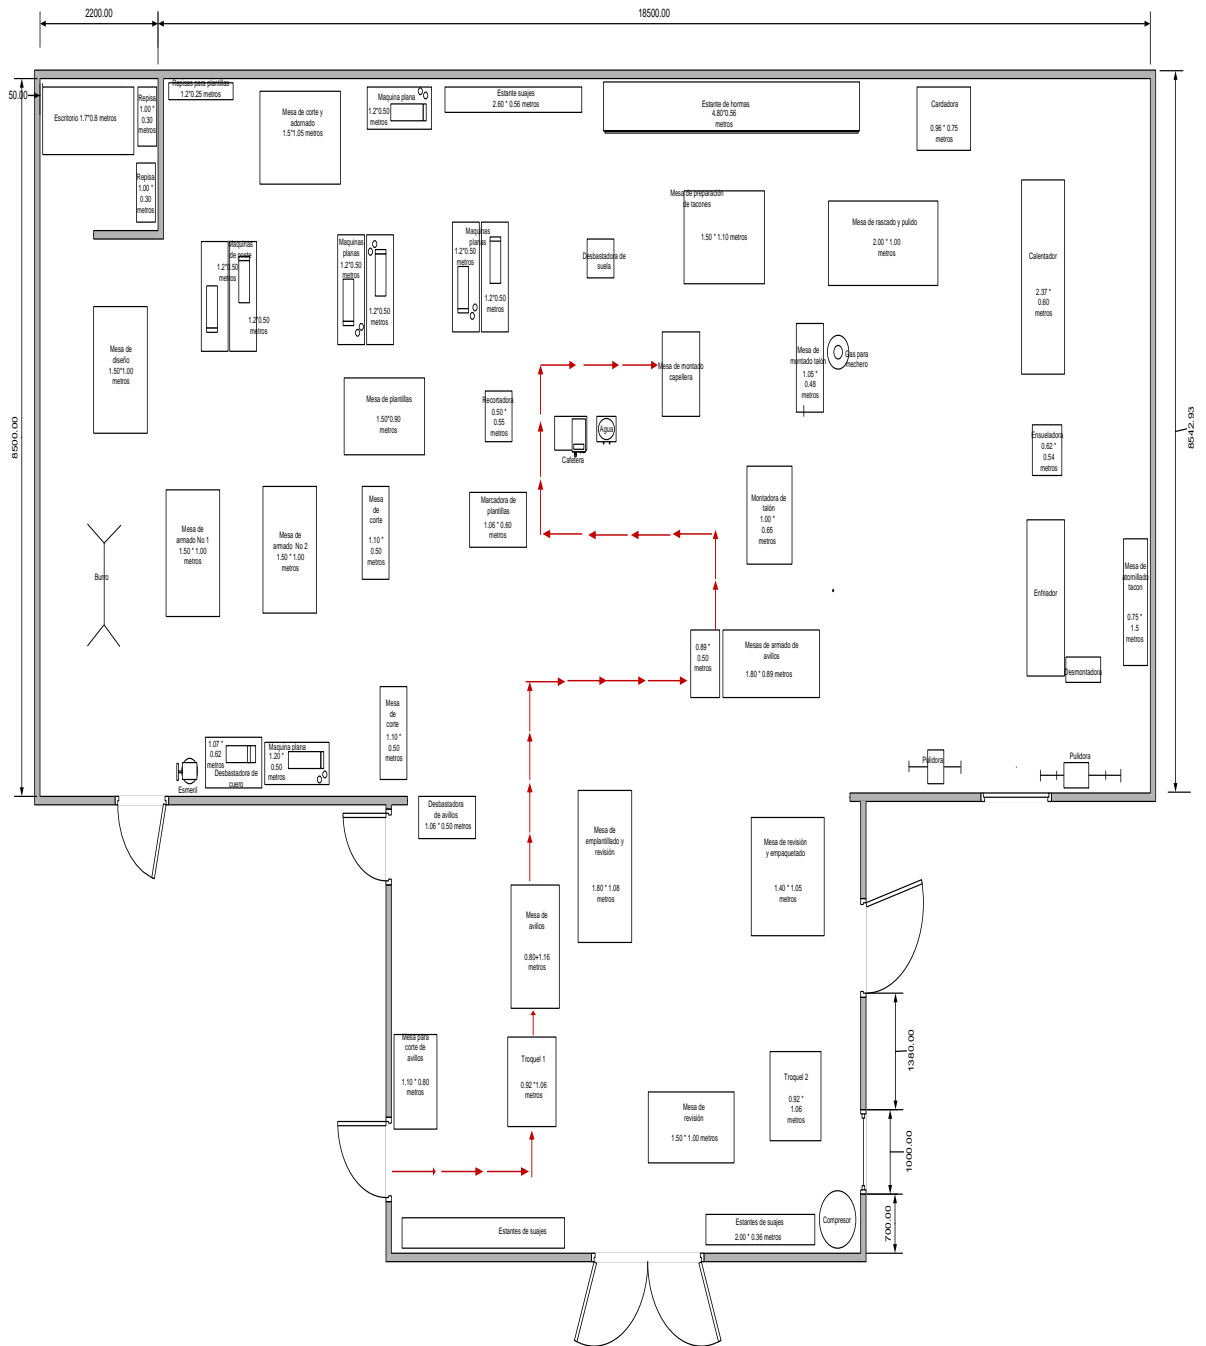 2200.00
18500.00
50.00
8500.00
8542.93
Escritorio 1.7*0.8 metros
Repisa
1.00 *
0.30
metros
Repisa
1.00 *
0.30
metros
Repisas para plantillas
1.2*0.25 metros
Mesa de corte y
adornado
1.5*1.05 metros
Maquina plana
1.2*0.50
metros
Estante suajes
2.60 * 0.56 metros
Estante de hormas
4.80*0.56
metros
Cardadora
0.96 * 0.75
metros
Maquinas
de poste
1.2*0.50
metros
1.2*0.50
metros
Maquinas
planas
1.2*0.50
metros
1.2*0.50
metros
Maquinas
planas
1.2*0.50
metros
1.2*0.50
metros
Desbastadora de
suela
Mesa de preparación
de tacones
1.50 * 1.10 metros
Mesa de rascado y pulido
2.00 * 1.00
metros
Calentador
2.37 *
0.60
metros
Mesa de
diseño
1.50*1.00
metros
Mesa de plantillas
1.50*0.90
metros
Recortadora
0.50 *
0.55
metros
Cafetera
Agua
Mesa de montado
capellera
Mesa de
montado talón
1.05 *
0.48
metros
Gas para
mechero
Ensueladora
0.62 *
0.54
metros
Mesa de
armado No 1
1.50 * 1.00
metros
Mesa de
armado No 2
1.50 * 1.00
metros
Mesa
de
corte
1.10 *
0.50
metros
Marcadora de
plantillas
1.06 * 0.60
metros
Montadora de
talón
1.00 *
0.65
metros
Burro
Enfriador
Mesa de
atornillado
tacon
0.75 *
1.5
metros
Desmontadora
0.89 *
0.50
metros
Mesas de armado de
avillos
1.80 * 0.89 metros
Mesa
de
corte
1.10 *
0.50
metros
Esmeril
1.07 *
0.62
metros
Desbastadora de
cuero
Maquina plana
1.20 *
0.50
metros
Pulidora
Pulidora
Desbastadora
de avillos
1.06 * 0.50 metros
Mesa de
emplantillado y
revisión
1.80 * 1.08
metros
Mesa de revisión
y empaquetado
1.40 * 1.05
metros
Mesa de
avilios
0.80+1.16
metros
Mesa para
corte de
avillos
1.10 * 0.80
metros
Troquel 1
0.92 *1.06
metros
Troquel 2
0.92 *
1.06
metros
Mesa de
revisión
1.50 * 1.00 metros
1380.00
1000.00
700.00
Estantes de suajes
Estantes de suajes
2.00 * 0.36 metros
Compresor